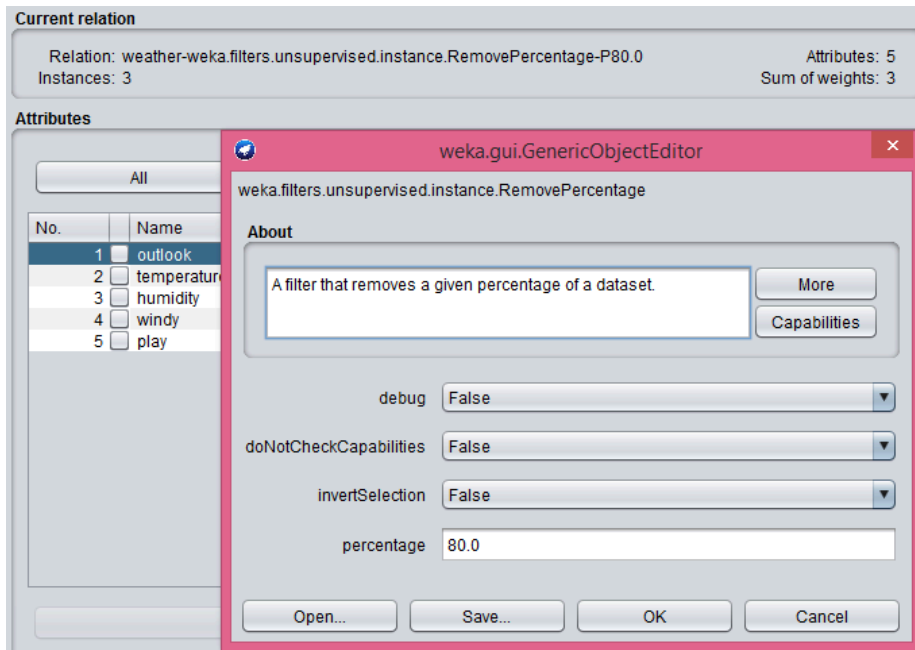 Current relation
Relation: weather-weka.filters.unsupervised.instance.RemovePercentage-P80.0 Attributes: 5
Instances: 3 Sum of weights: 3
Attributes
All
No. Name
1 outlook
2 temperature
3 humidity
4 windy
5 play
weka.gui.GenericObjectEditor
weka.filters.unsupervised.instance.RemovePercentage
About
A filter that removes a given percentage of a dataset.
More
Capabilities
debug False
doNotCheckCapabilities False
invertSelection False
percentage 80.0
Open... Save... OK Cancel